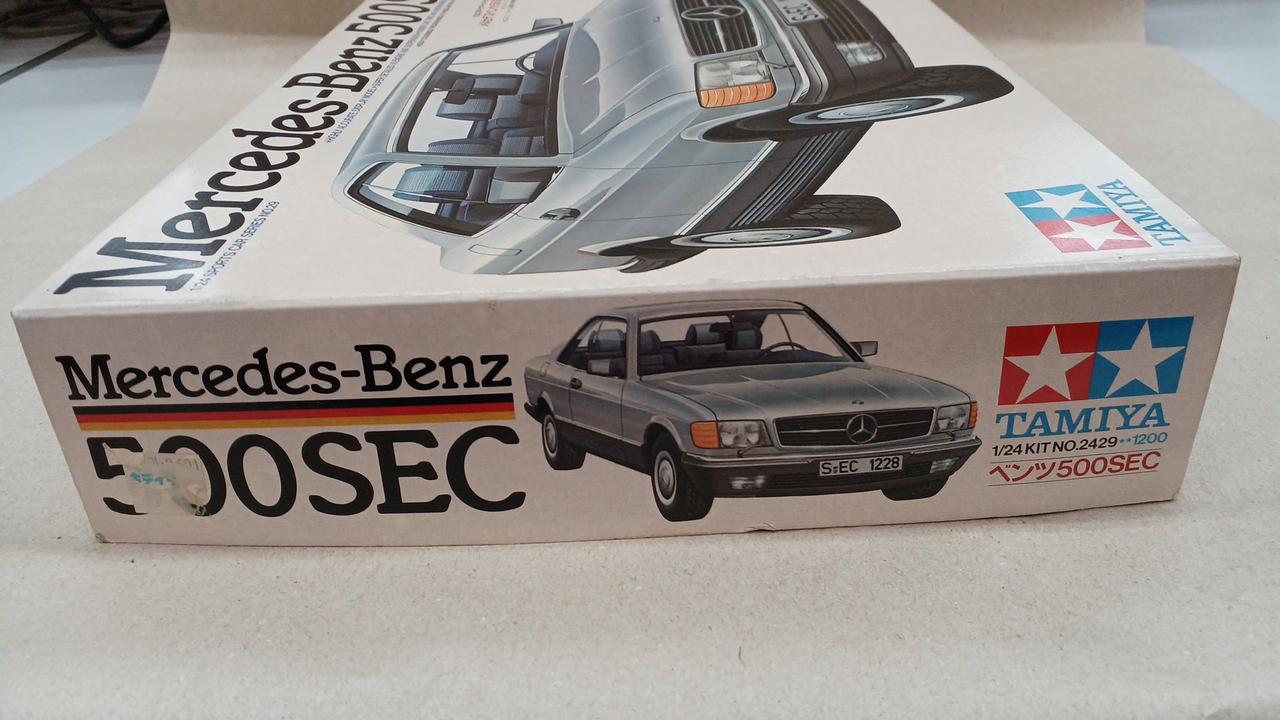 Mercedes-Benz 500S
1/24 SPORTS CAR SERIES NO.29
TAMIYA
Mercedes-Benz
500SEC
S-EC 1228
TAMIYA
1/24 KIT NO.2429**1200
ベンツ500SEC